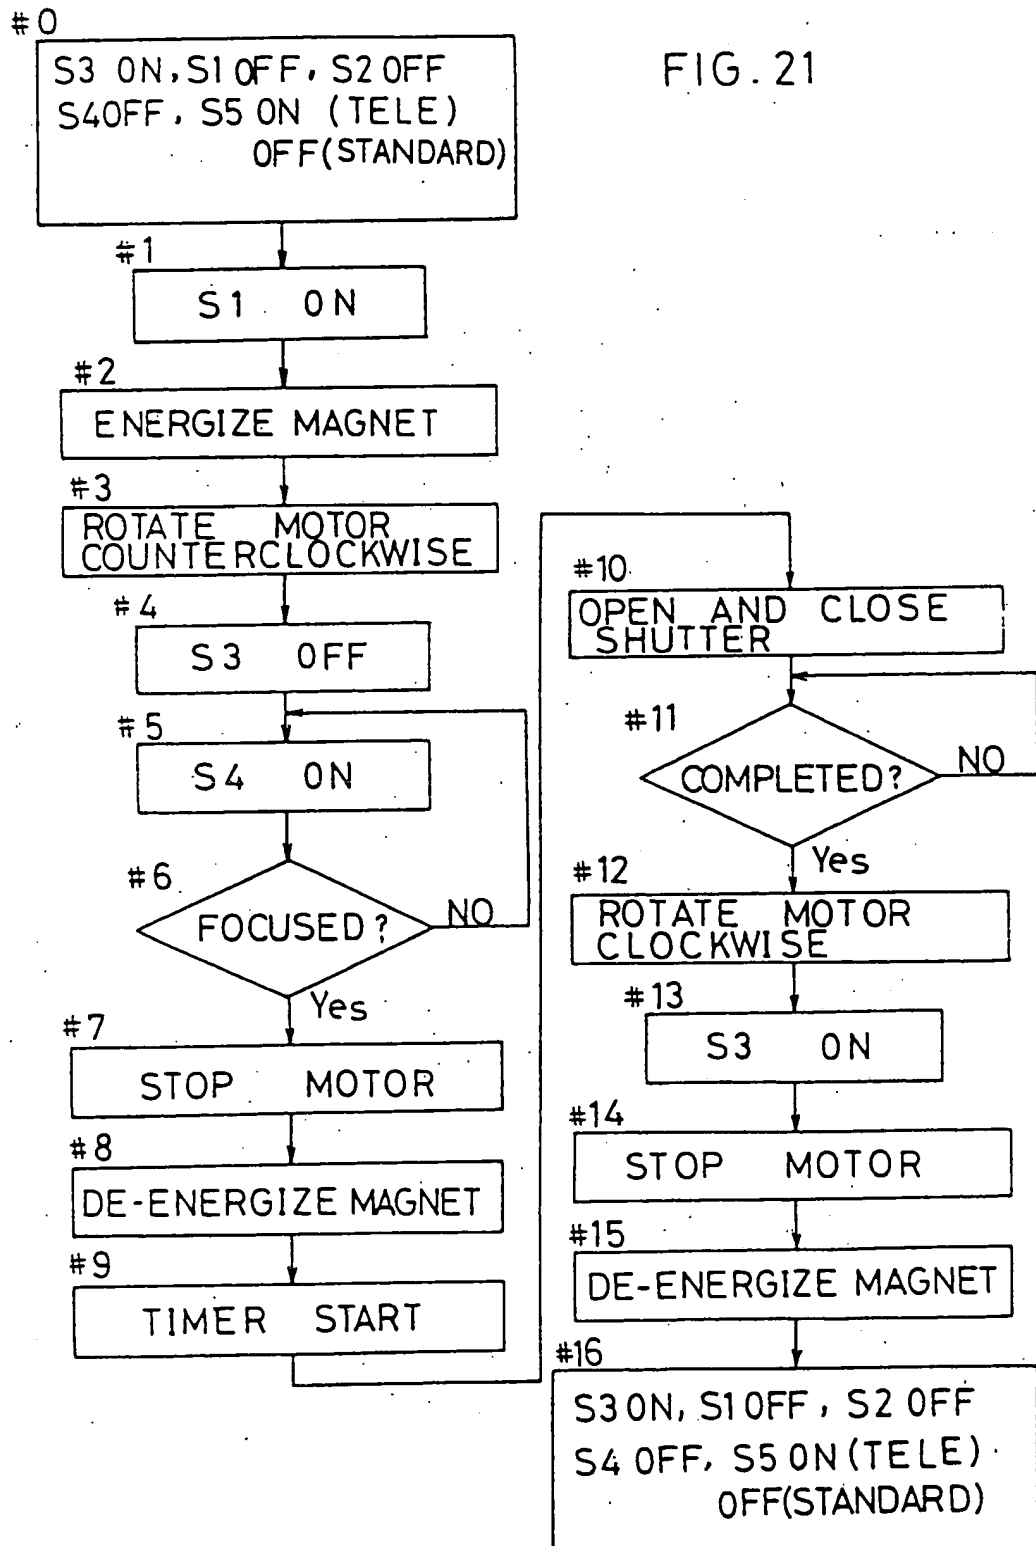 FIG. 21
#0
S3 ON, S1 OFF, S2 OFF
S4 OFF, S5 ON (TELE)
OFF(STANDARD)
#1
S1 ON
#2
ENERGIZE MAGNET
#3
ROTATE MOTOR
COUNTERCLOCKWISE
#4
S3 OFF
#5
S4 ON
#6
FOCUSED?
NO
Yes
#7
STOP MOTOR
#8
DE-ENERGIZE MAGNET
#9
TIMER START
#10
OPEN AND CLOSE
SHUTTER
#11
COMPLETED?
NO
Yes
#12
ROTATE MOTOR
CLOCKWISE
#13
S3 ON
#14
STOP MOTOR
#15
DE-ENERGIZE MAGNET
#16
S3 ON, S1 OFF, S2 OFF
S4 OFF, S5 ON (TELE)
OFF(STANDARD)